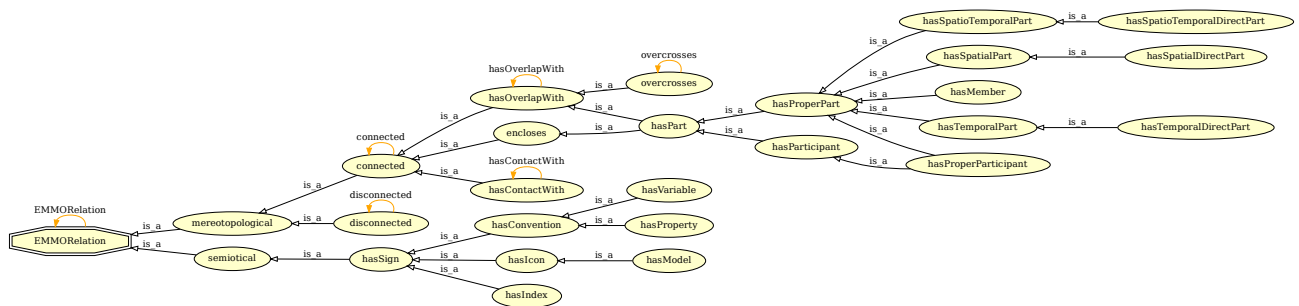 EMMORelation
EMMORelation
is_a
is_a
mereotopological
semiotical
is_a
is_a
is_a
connected
connected
disconnected
disconnected
hasSign
is_a
is_a
is_a
is_a
is_a
is_a
hasOverlapWith
hasOverlapWith
encloses
hasContactWith
hasContactWith
hasConvention
hasIcon
hasIndex
is_a
is_a
is_a
is_a
is_a
is_a
overcrosses
overcrosses
hasPart
hasVariable
hasProperty
hasModel
is_a
is_a
hasProperPart
hasParticipant
is_a
is_a
is_a
is_a
is_a
is_a
hasSpatioTemporalPart
hasSpatialPart
hasMember
hasTemporalPart
hasProperParticipant
is_a
is_a
is_a
hasSpatioTemporalDirectPart
hasSpatialDirectPart
hasTemporalDirectPart